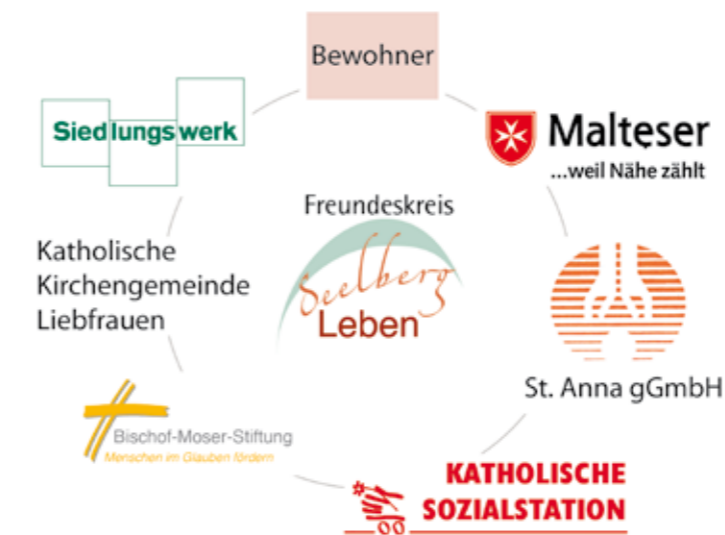 Bewohner
Siedlungswerk
Malteser
...weil Nähe zählt
Freundeskreis
Seelberg
Leben
Katholische
Kirchengemeinde
Liebfrauen
St. Anna gGmbH
Bischof-Moser-Stiftung
Menschen im Glauben fördern
KATHOLISCHE
SOZIALSTATION